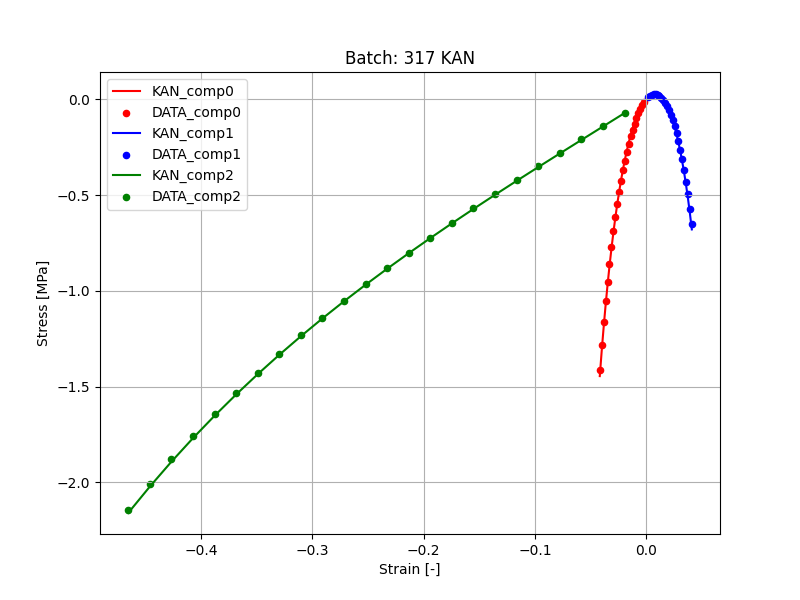 Batch: 317 KAN
KAN_comp0
DATA_comp0
KAN_comp1
DATA_comp1
KAN_comp2
DATA_comp2
0.0
−0.5
−1.0
−1.5
−2.0
Stress [MPa]
−0.4
−0.3
−0.2
−0.1
0.0
Strain [-]